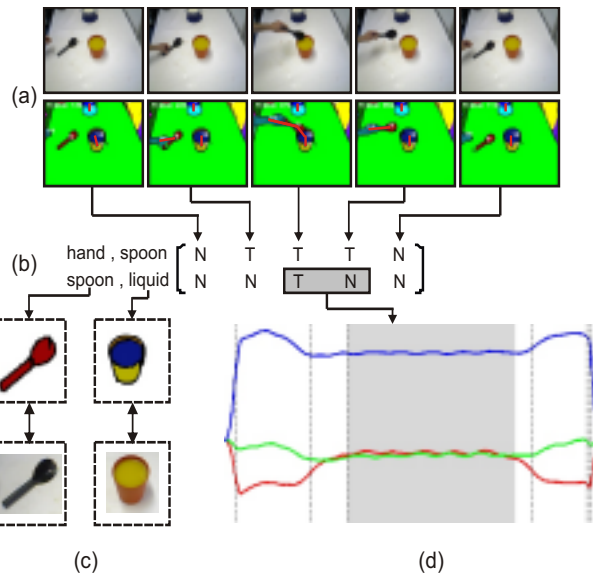 (a)
hand , spoon N T T T N
(b)
spoon , liquid N N T N N
(c) (d)